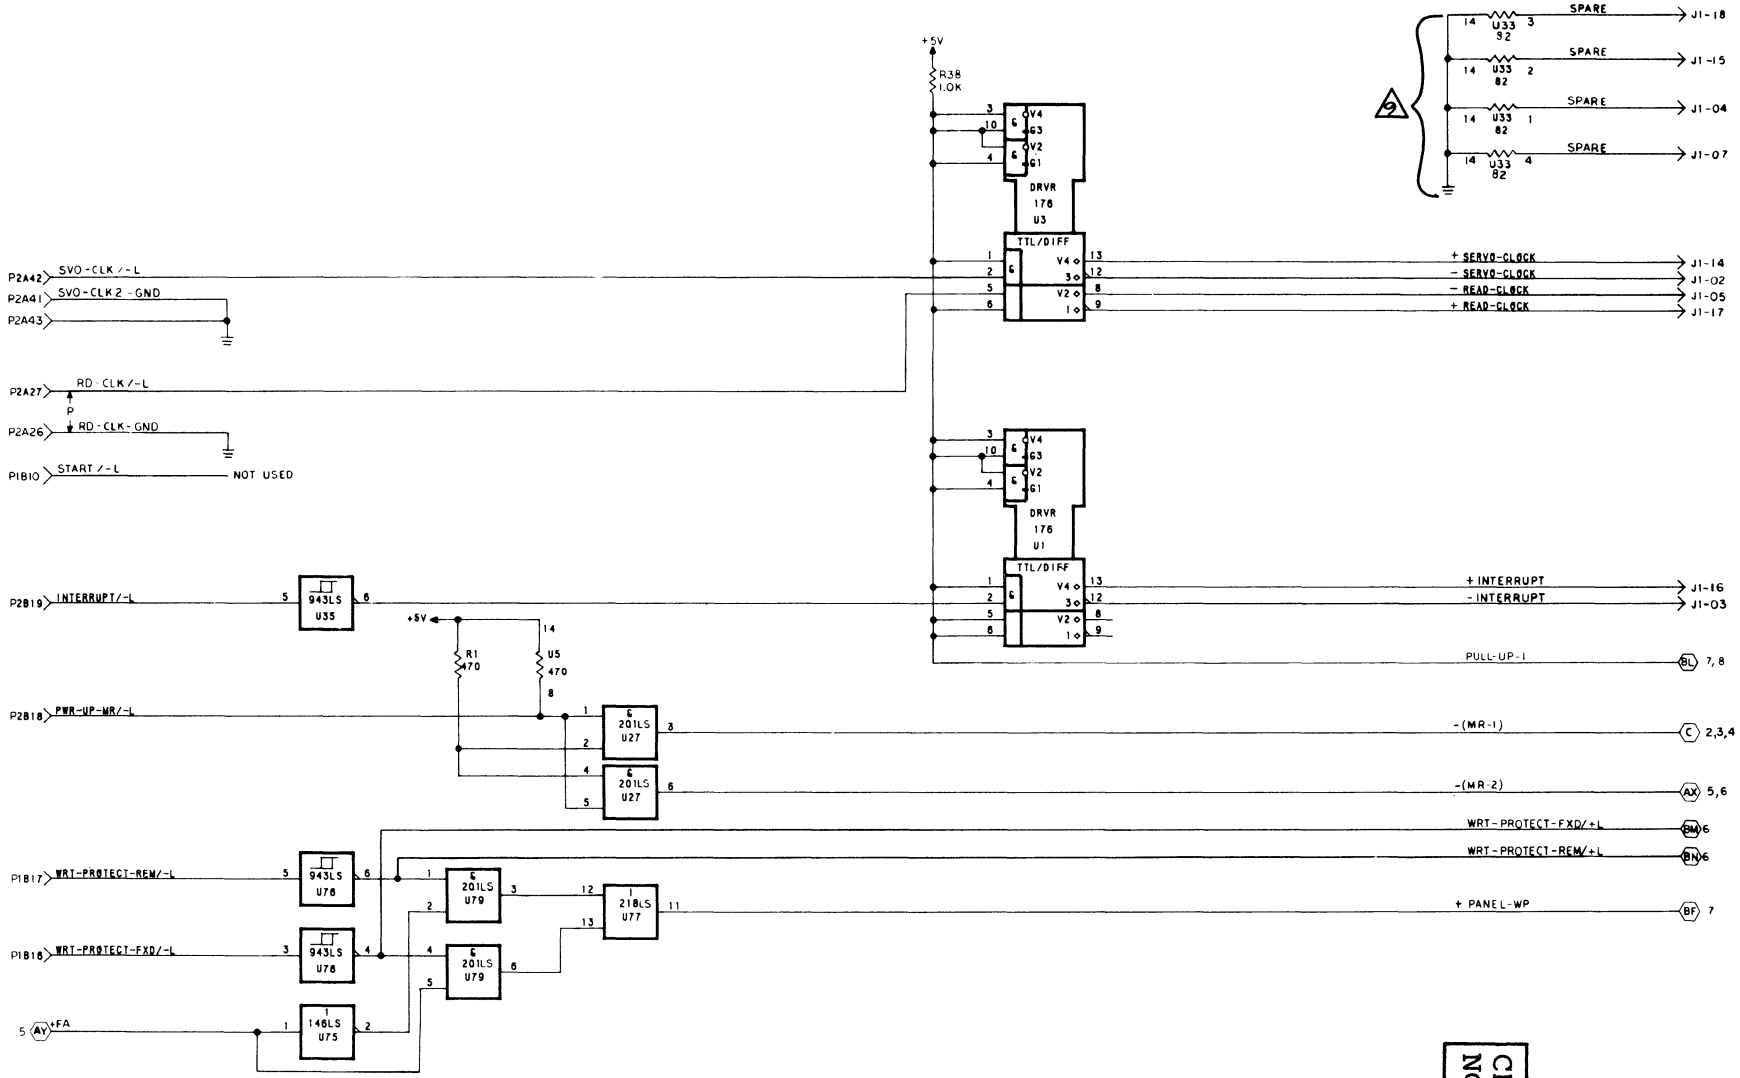 14 U33 3 SPARE J1-18
82
14 U33 2 SPARE J1-15
82
14 U33 1 SPARE J1-04
82
14 U33 4 SPARE J1-07
82
9
+5V
R38
1.0K
3 V4
10 & G3
V2
4 & G1
DRVR
176
U3
TTL/DIFF
1 & V4 13 + SERVO-CLOCK J1-14
P2A42 SVO-CLK/-L 2 3 12 - SERVO-CLOCK J1-02
P2A41 SVO-CLK2-GND 5 V2 8 - READ-CLOCK J1-05
P2A43 6 1 9 + READ-CLOCK J1-17
P2A27 RD-CLK/-L
P
P2A26 RD-CLK-GND
P1B10 START/-L NOT USED
3 V4
10 & G3
V2
4 & G1
DRVR
176
U1
TTL/DIFF
1 & V4 13 + INTERRUPT J1-16
P2B19 INTERRUPT/-L 5 943LS 6 2 3 12 - INTERRUPT J1-03
U35
5 V2 8
6 1 9
+5V 14
R1 U5
470 470
8
PULL-UP-1 BL 7,8
P2B18 PWR-UP-MR/-L 1 & 201LS U27 2 3 -(MR-1) C 2,3,4
4 & 201LS U27 5 6 -(MR-2) AX 5,6
WRT-PROTECT-FXD/+L BM 6
WRT-PROTECT-REM/+L BN 6
P1B17 WRT-PROTECT-REM/-L 5 943LS U76 6 1 & 201LS U79 2 3
12 1 218LS U77 13 11 + PANEL-WP BF 7
P1B16 WRT-PROTECT-FXD/-L 3 943LS U76 4 4 & 201LS U79 5 6
5 AY +FA 1 1 146LS U75 2